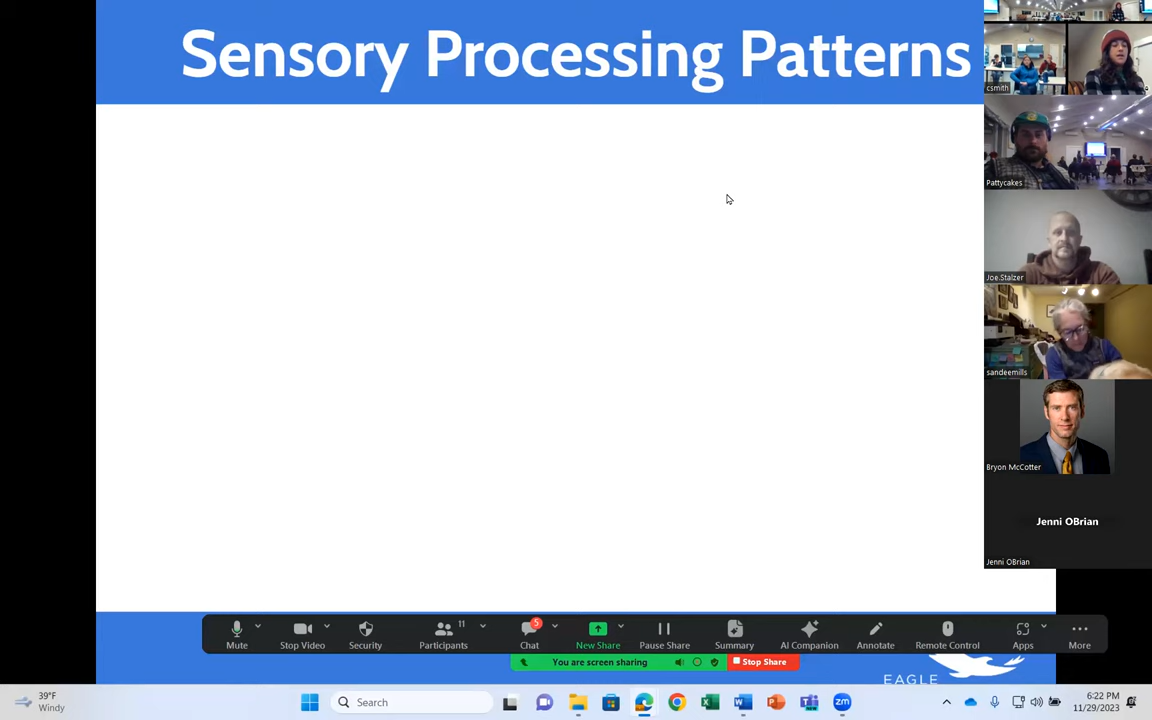 Sensory Processing Patterns
csmith
Pattycakes
Joe.Stalzer
sandeemills
Bryon McCotter
Jenni OBrian
Jenni OBrian
Mute
Stop Video
Security
Participants
11
Chat
5
New Share
Pause Share
Summary
AI Companion
Annotate
Remote Control
Apps
More
You are screen sharing
Stop Share
EAGLE
39°F
Windy
Search
zm
6:22 PM
11/29/2023